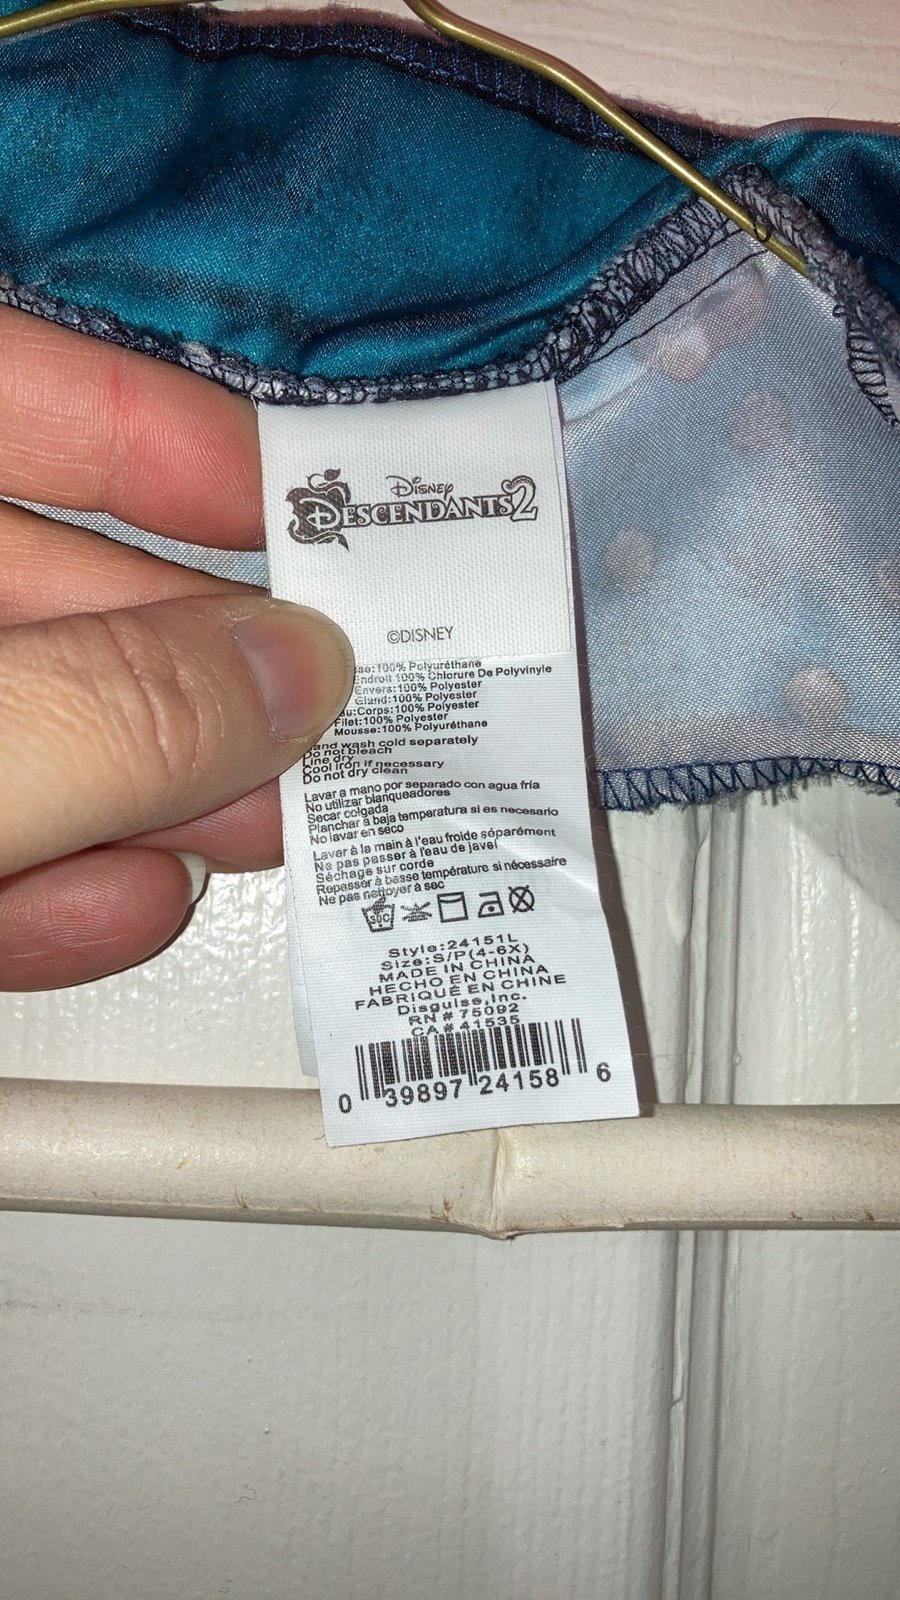 Disney
DESCENDANTS 2
©DISNEY
100% Polyuréthane
Endroit 100% Chlorure De Polyvinyle
Envers:100% Polyester
Gland:100% Polyester
Corps:100% Polyester
Filet:100% Polyester
Mousse:100% Polyuréthane
wash cold separately
Do not bleach
Line dry
Cool iron if necessary
Do not dry clean
Lavar a mano por separado con agua fría
No utilizar blanqueadores
Secar colgada
Planchar a baja temperatura si es necesario
No lavar en seco
Laver à la main à l'eau froide séparément
Ne pas passer à l'eau de javel
Séchage sur corde
Repasser à basse température si nécessaire
Ne pas nettoyer à sec
Style:24151L
Size:S/P(4-6X)
MADE IN CHINA
HECHO EN CHINA
FABRIQUÉ EN CHINE
Disguise,Inc.
RN # 75092
CA # 41535
0 39897 24158 6